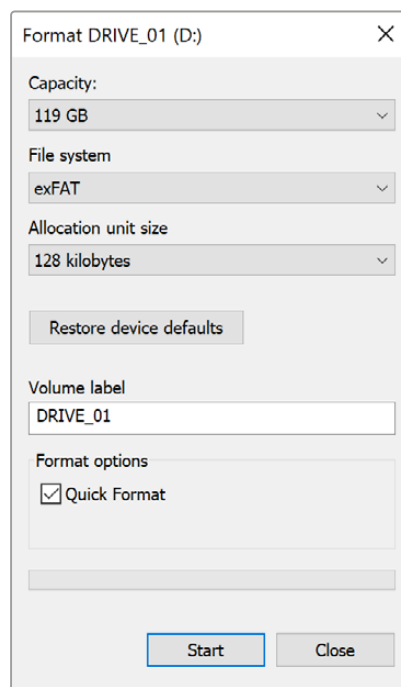 Format DRIVE_01 (D:)
Capacity:
119 GB
File system
exFAT
Allocation unit size
128 kilobytes
Restore device defaults
Volume label
DRIVE_01
Format options
Quick Format
Start Close